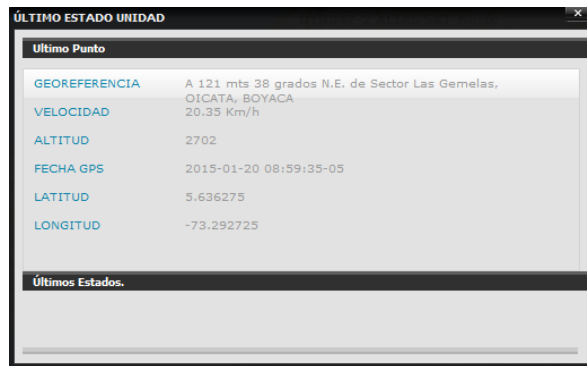 ÚLTIMO ESTADO UNIDAD
Ultimo Punto
GEOREFERENCIA A 121 mts 38 grados N.E. de Sector Las Gemelas,
OICATA, BOYACA
VELOCIDAD 20.35 Km/h
ALTITUD 2702
FECHA GPS 2015-01-20 08:59:35-05
LATITUD 5.636275
LONGITUD -73.292725
Últimos Estados.